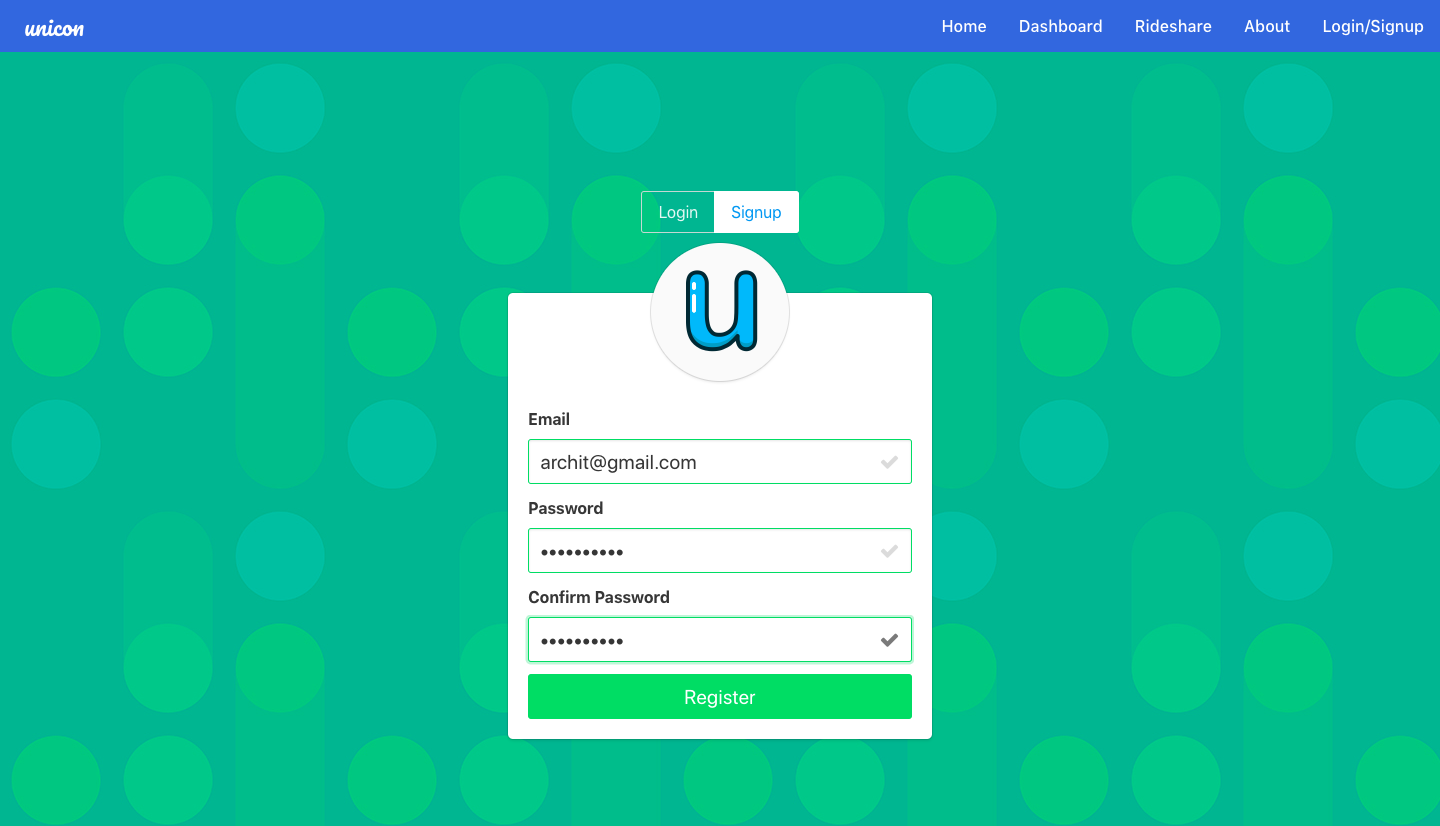 unicon Home Dashboard Rideshare About Login/Signup
Login Signup
u
Email
archit@gmail.com
Password
••••••••••
Confirm Password
••••••••••
Register